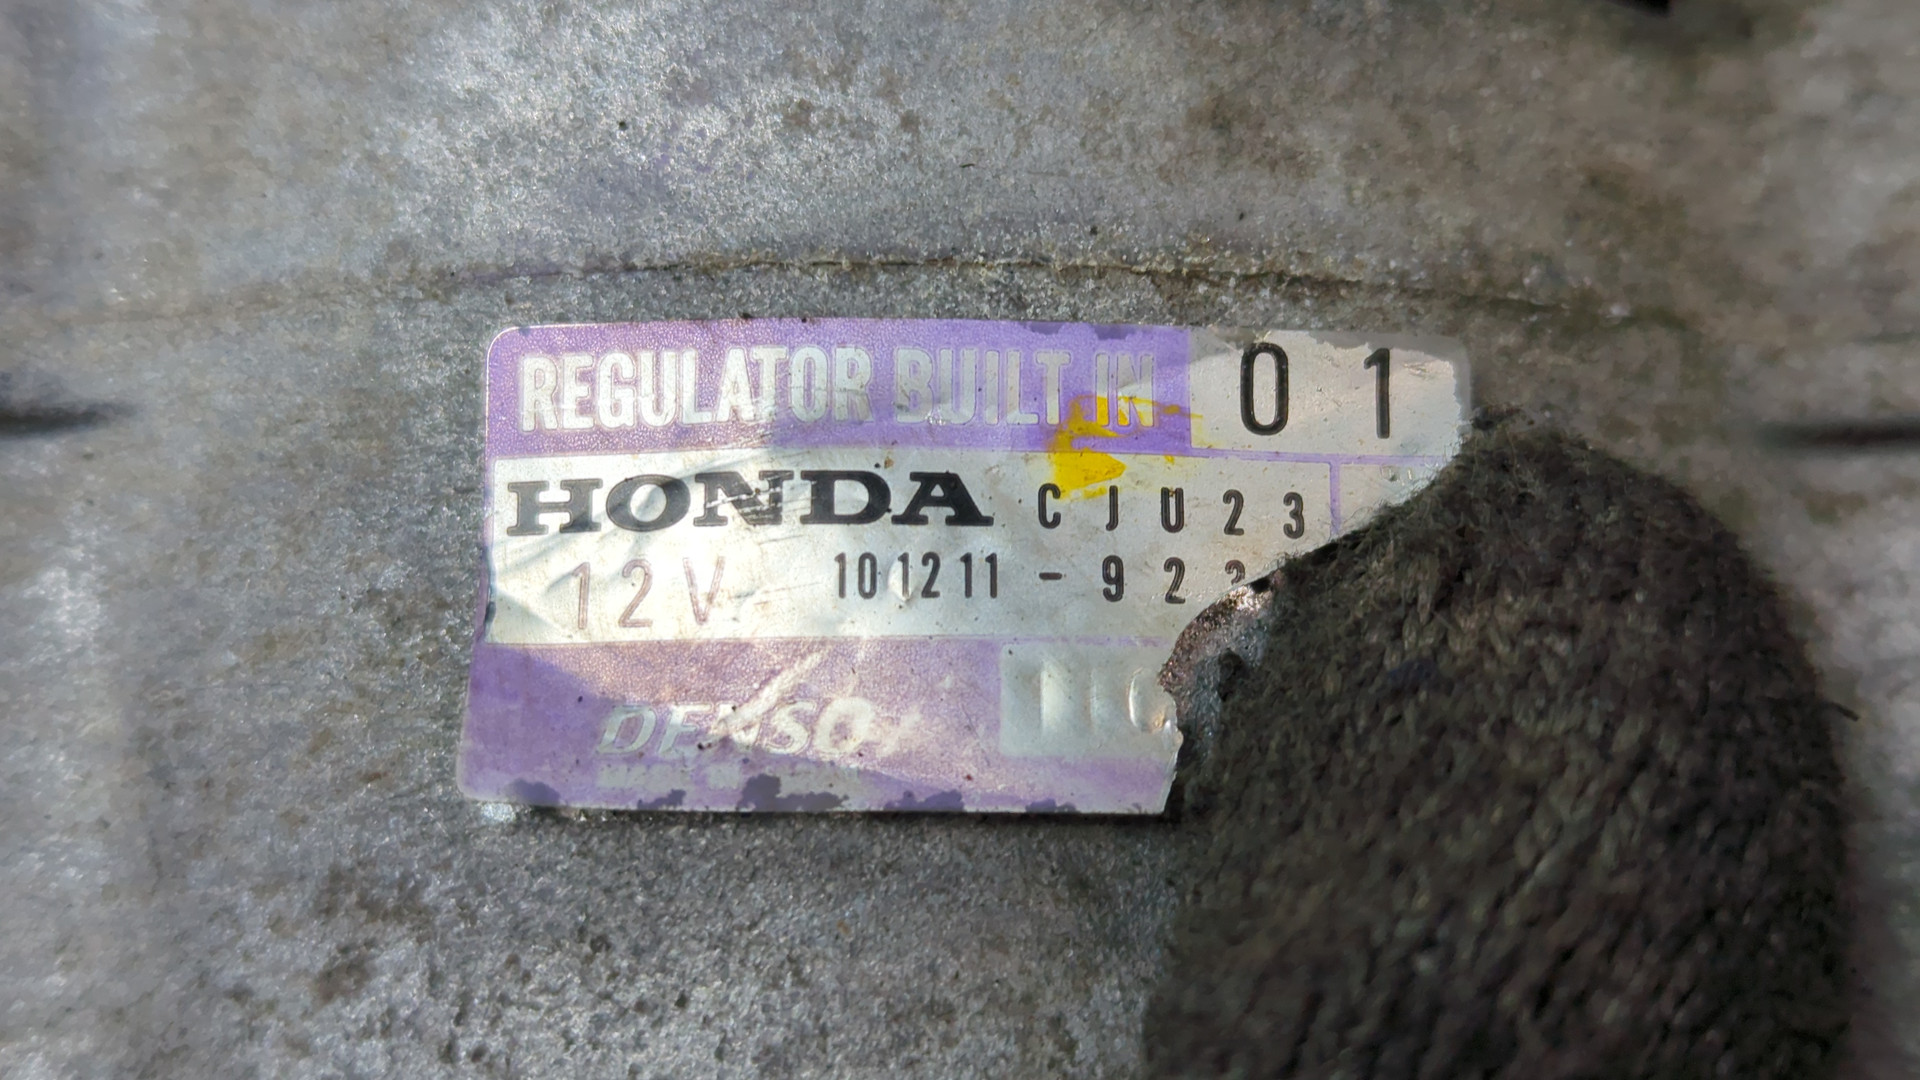 REGULATOR BUILT IN 01
HONDA CJU23
12V 101211-92
DENSO